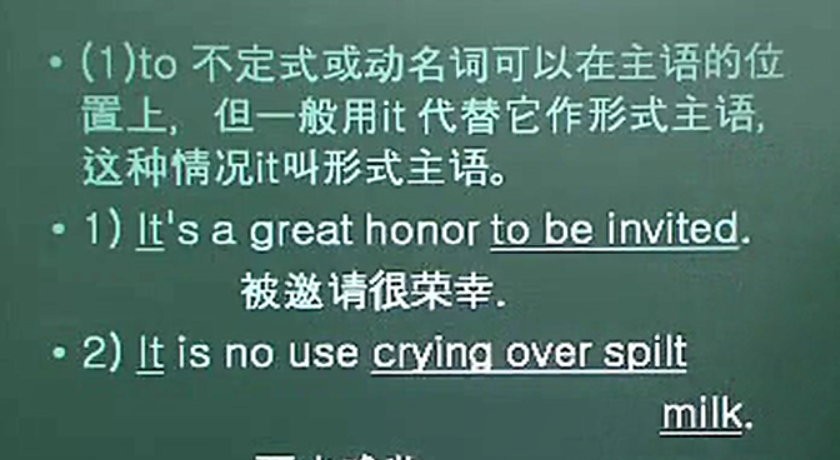 • (1)to 不定式或动名词可以在主语的位
置上, 但一般用it 代替它作形式主语,
这种情况it叫形式主语。
• 1) It's a great honor to be invited.
被邀请很荣幸.
• 2) It is no use crying over spilt
milk.